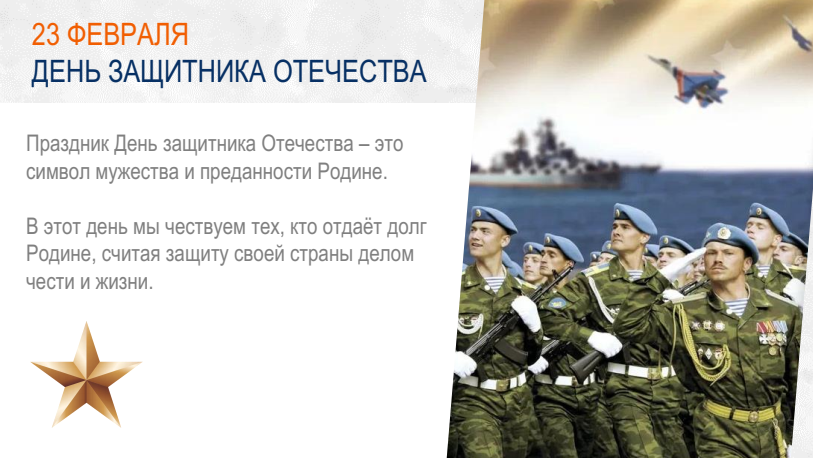 23 ФЕВРАЛЯ
ДЕНЬ ЗАЩИТНИКА ОТЕЧЕСТВА
Праздник День защитника Отечества – это
символ мужества и преданности Родине.
В этот день мы чествуем тех, кто отдаёт долг
Родине, считая защиту своей страны делом
чести и жизни.